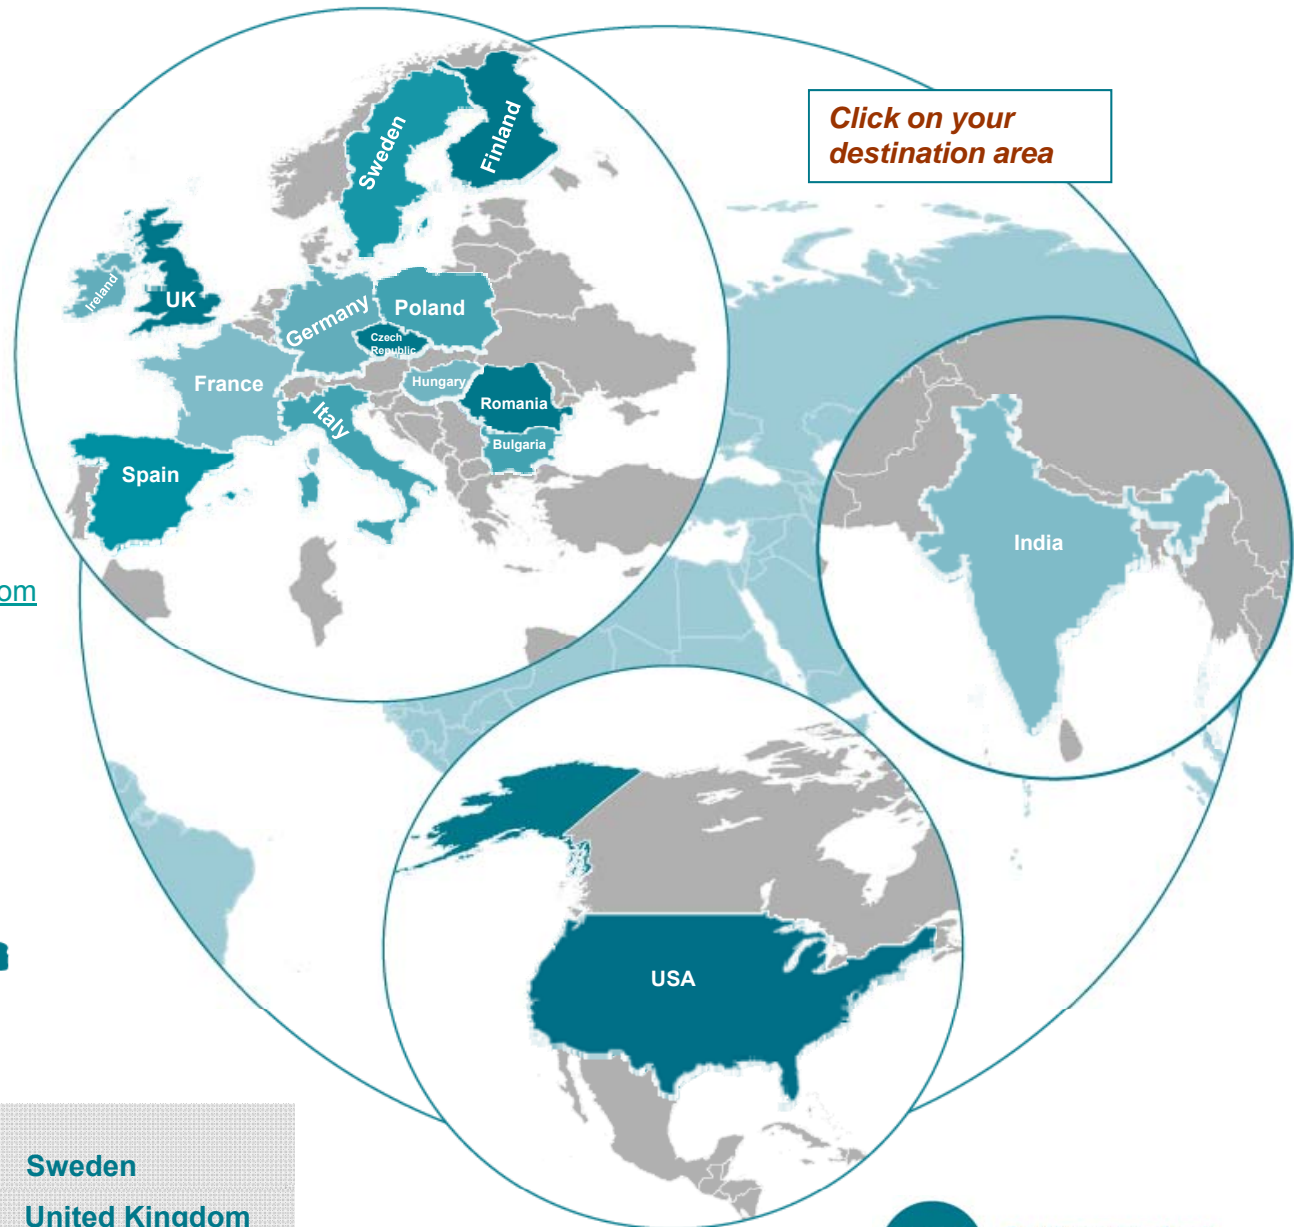 Click on your
destination area
Finland
Sweden
Ireland
UK
Germany
Poland
Czech
Republic
France
Hungary
Italy
Romania
Bulgaria
Spain
India
om
USA
Sweden
United Kingdom